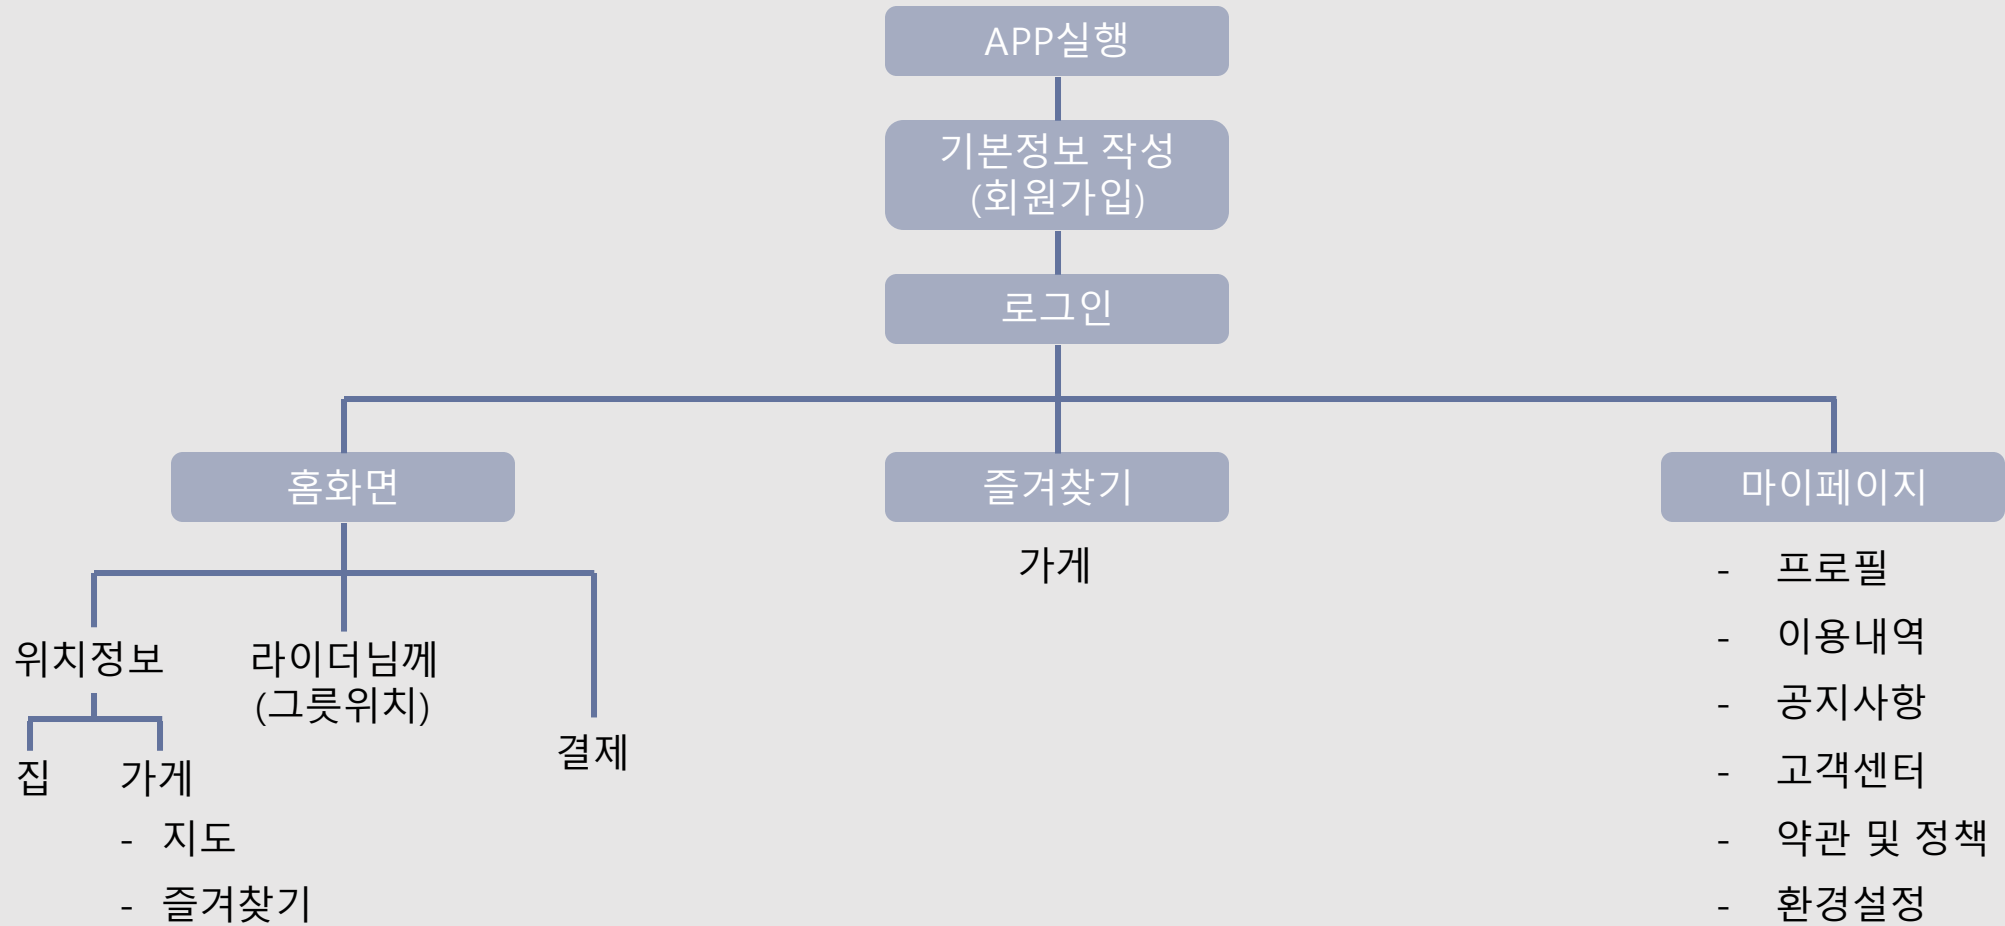 APP실행
기본정보 작성
(회원가입)
로그인
홈화면
즐겨찾기
마이페이지
가게
- 프로필
- 이용내역
- 공지사항
- 고객센터
- 약관 및 정책
- 환경설정
위치정보
라이더님께
(그릇위치)
결제
집
가게
- 지도
- 즐겨찾기